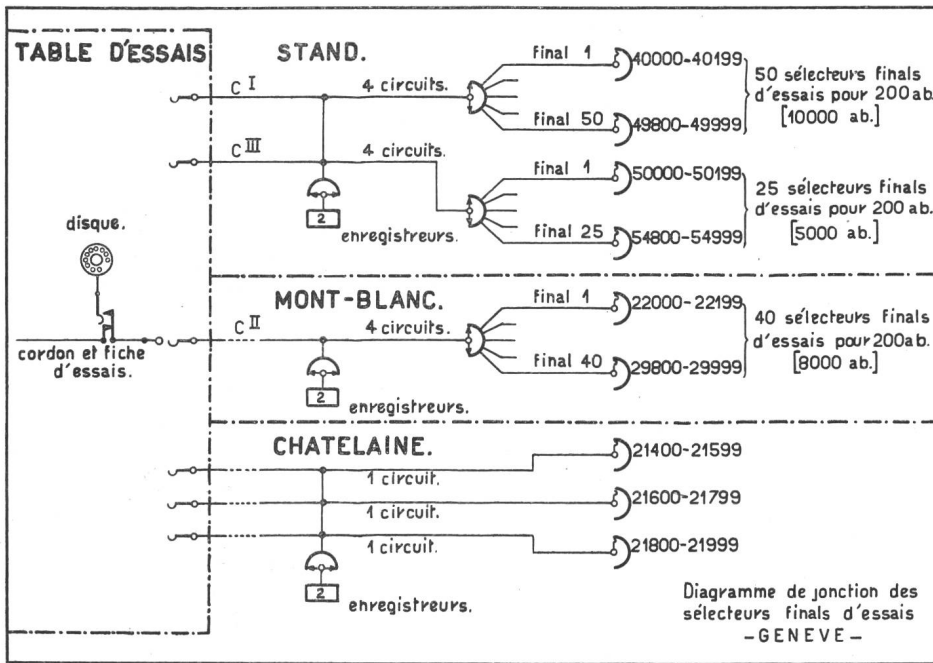 TABLE D'ESSAIS
STAND.
C I
4 circuits.
final 1
40000-40199
final 50
49800-49999
50 sélecteurs finals
d'essais pour 200 ab.
[10000 ab.]
C III
4 circuits.
final 1
50000-50199
final 25
54800-54999
25 sélecteurs finals
d'essais pour 200 ab.
[5000 ab.]
2
enregistreurs.
disque.
cordon et fiche
d'essais.
MONT-BLANC.
C II
4 circuits.
final 1
22000-22199
final 40
29800-29999
40 sélecteurs finals
d'essais pour 200 ab.
[8000 ab.]
2
enregistreurs.
CHATELAINE.
1 circuit.
21400-21599
1 circuit.
21600-21799
1 circuit.
21800-21999
2
enregistreurs.
Diagramme de jonction des
sélecteurs finals d'essais
-GENEVE-